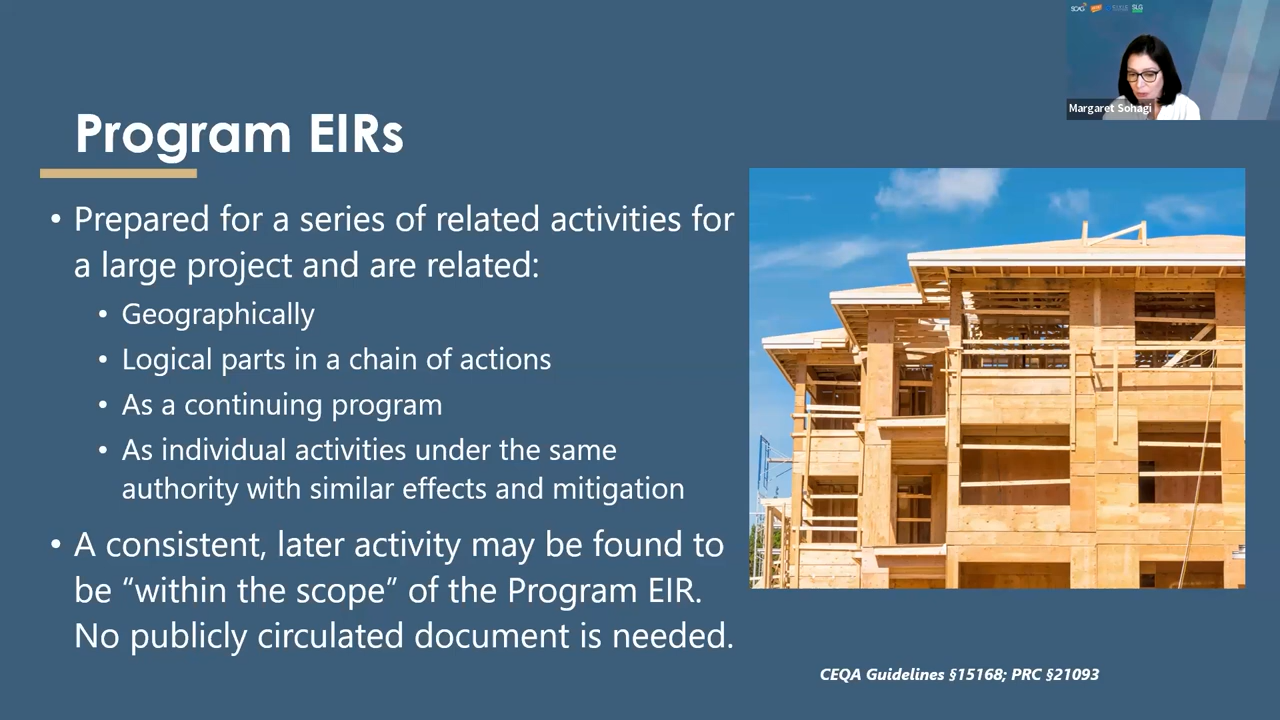 SCAG
SLG
Margaret Sohagi
Program EIRs
• Prepared for a series of related activities for
a large project and are related:
• Geographically
• Logical parts in a chain of actions
• As a continuing program
• As individual activities under the same
authority with similar effects and mitigation
• A consistent, later activity may be found to
be “within the scope” of the Program EIR.
No publicly circulated document is needed.
CEQA Guidelines §15168; PRC §21093